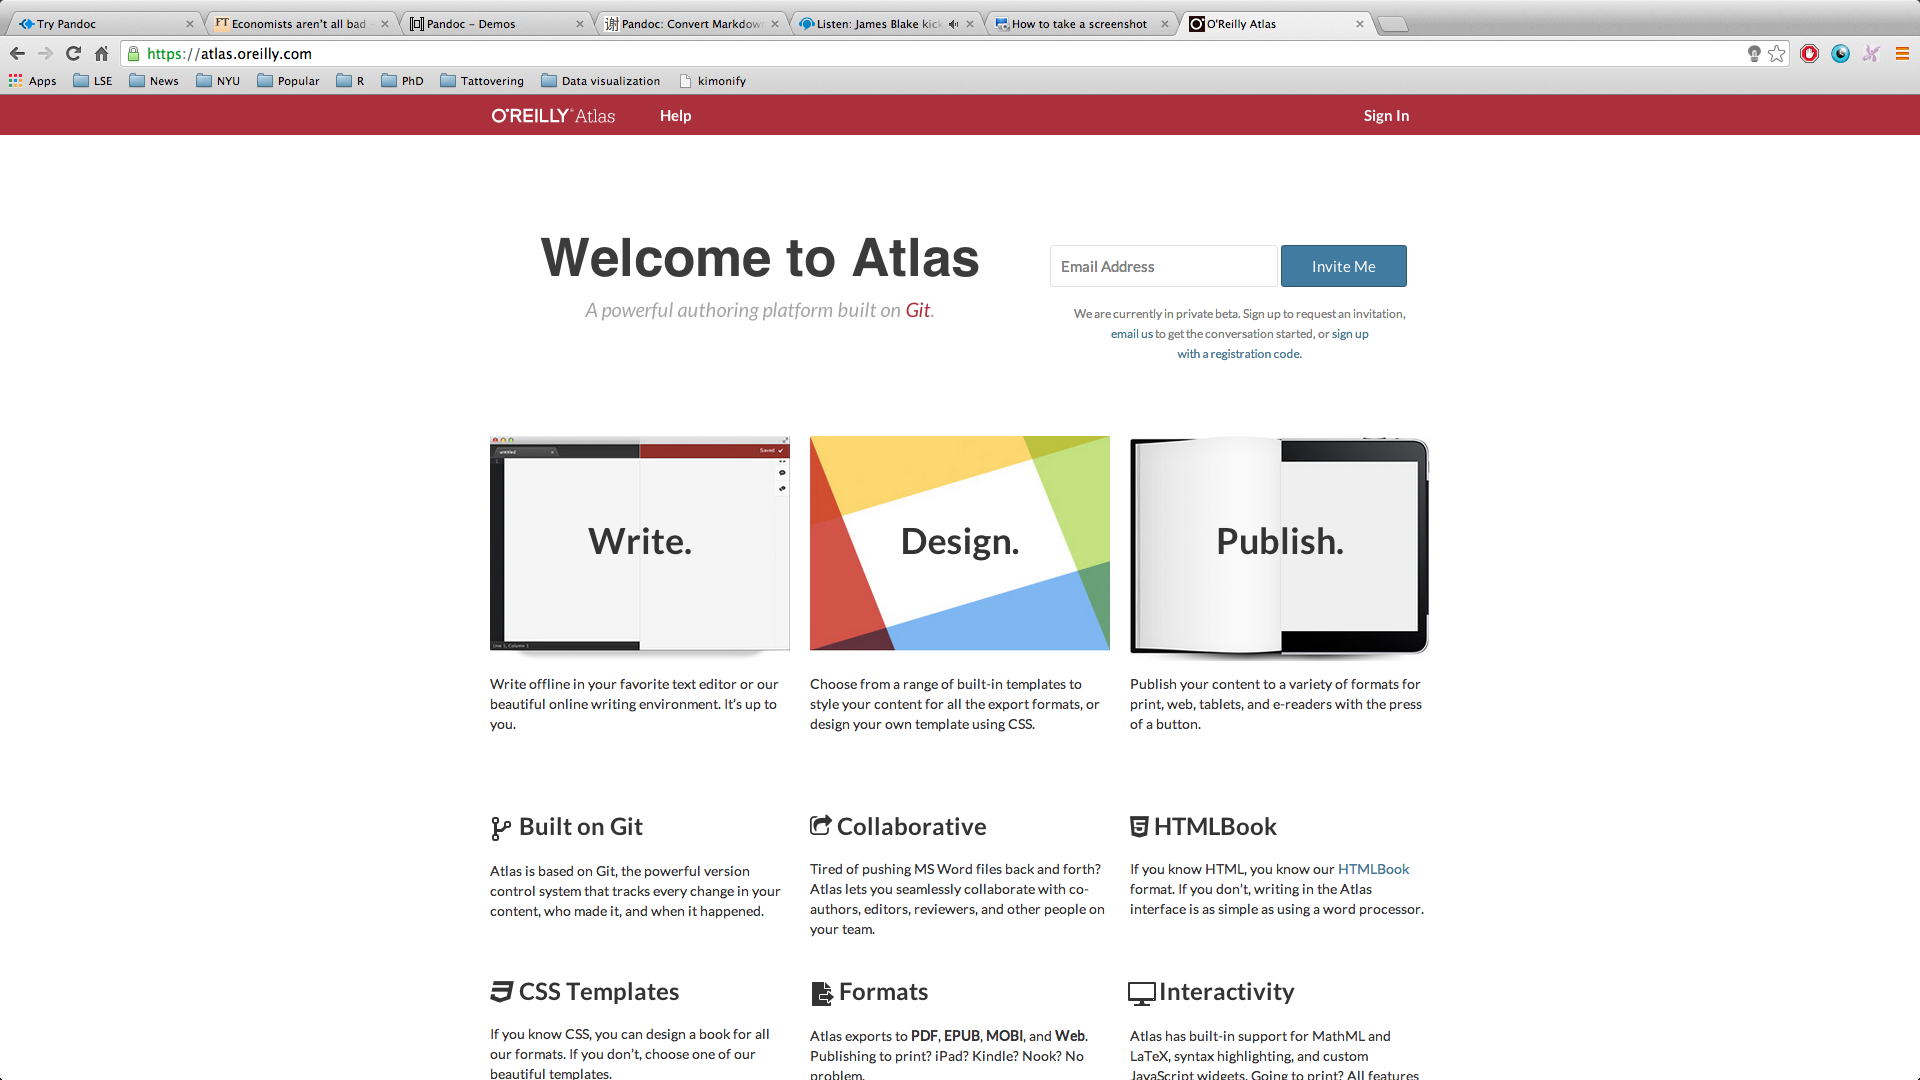 Try Pandoc
FT Economists aren't all bad
Pandoc - Demos
谢 Pandoc: Convert Markdow
Listen: James Blake kick
How to take a screenshot
O'Reilly Atlas
https://atlas.oreilly.com
Apps LSE News NYU Popular R PhD Tattovering Data visualization kimonify
O'REILLY® Atlas Help Sign In
Welcome to Atlas
A powerful authoring platform built on Git.
Email Address Invite Me
We are currently in private beta. Sign up to request an invitation,
email us to get the conversation started, or sign up
with a registration code.
untitled
Saved
1
Line 1, Column 1
Write.
Design.
Publish.
Write offline in your favorite text editor or our
beautiful online writing environment. It's up to
you.
Choose from a range of built-in templates to
style your content for all the export formats, or
design your own template using CSS.
Publish your content to a variety of formats for
print, web, tablets, and e-readers with the press
of a button.
Built on Git
Atlas is based on Git, the powerful version
control system that tracks every change in your
content, who made it, and when it happened.
Collaborative
Tired of pushing MS Word files back and forth?
Atlas lets you seamlessly collaborate with co-
authors, editors, reviewers, and other people on
your team.
HTMLBook
If you know HTML, you know our HTMLBook
format. If you don't, writing in the Atlas
interface is as simple as using a word processor.
CSS Templates
If you know CSS, you can design a book for all
our formats. If you don't, choose one of our
beautiful templates.
Formats
Atlas exports to PDF, EPUB, MOBI, and Web.
Publishing to print? iPad? Kindle? Nook? No
problem.
Interactivity
Atlas has built-in support for MathML and
LaTeX, syntax highlighting, and custom
JavaScript widgets. Going to print? All features